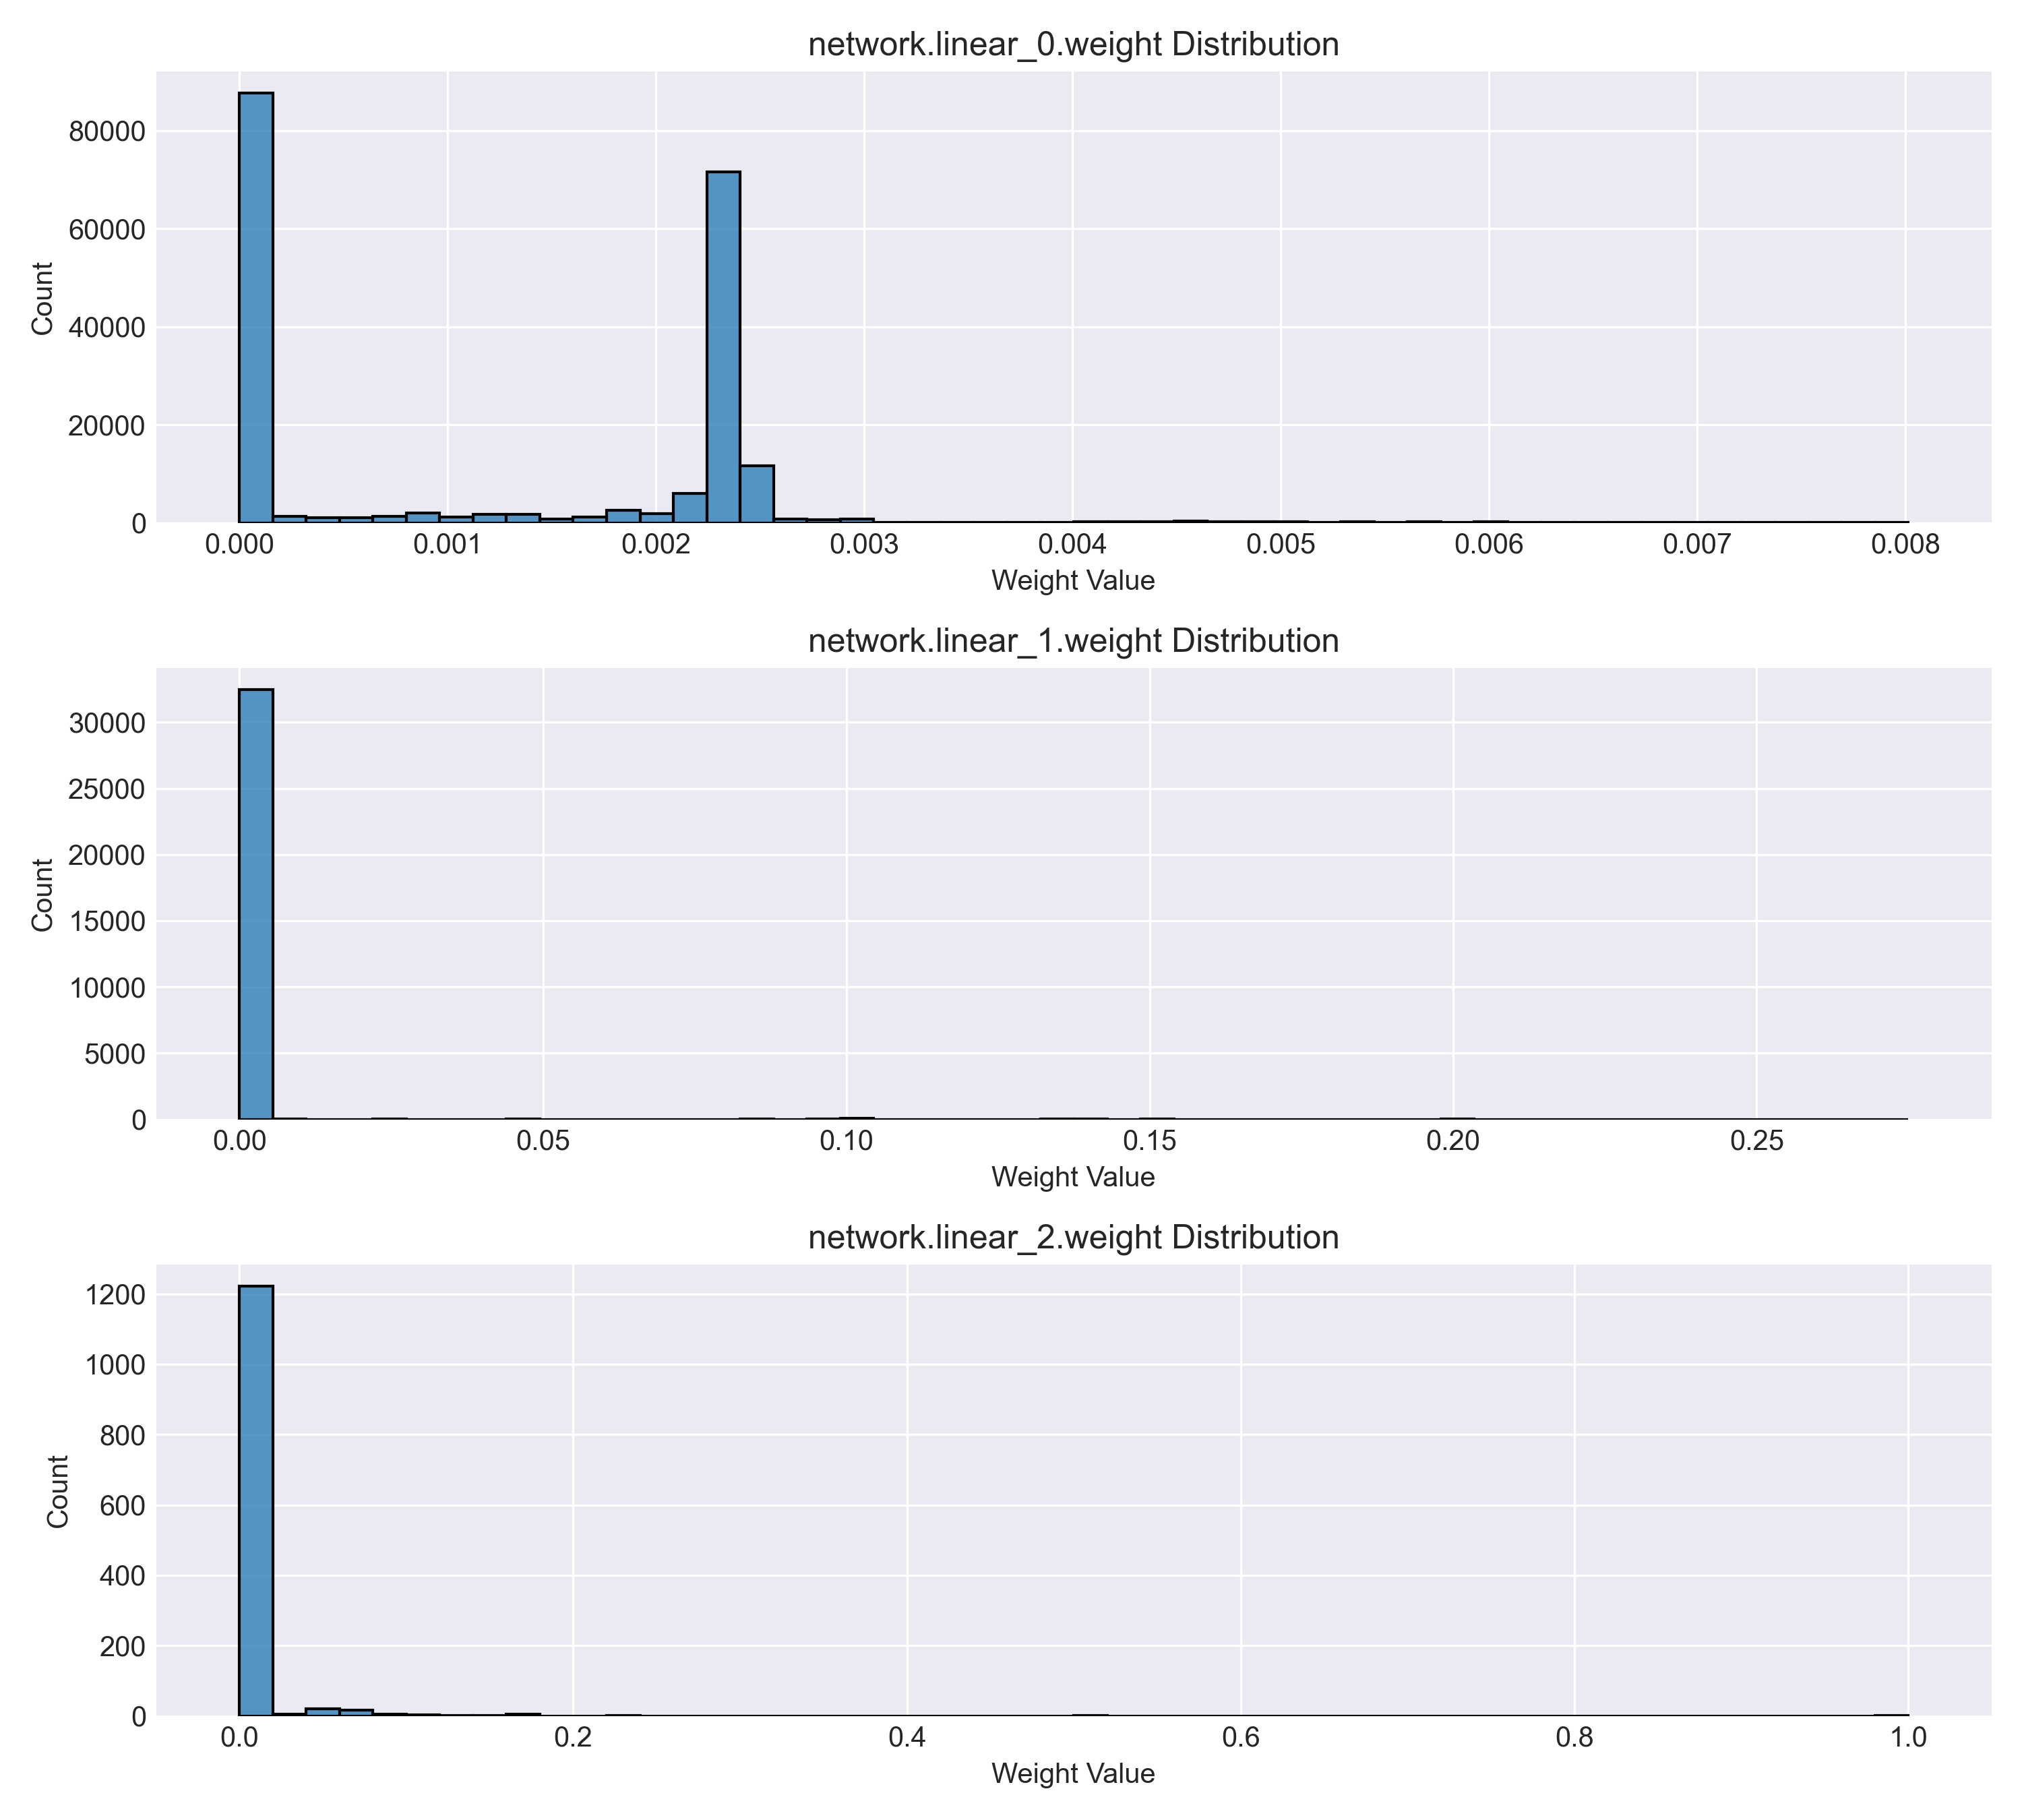 network.linear_0.weight Distribution
80000
60000
40000
20000
0
Count
0.000 0.001 0.002 0.003 0.004 0.005 0.006 0.007 0.008
Weight Value
network.linear_1.weight Distribution
30000
25000
20000
15000
10000
5000
0
Count
0.00 0.05 0.10 0.15 0.20 0.25
Weight Value
network.linear_2.weight Distribution
1200
1000
800
600
400
200
0
Count
0.0 0.2 0.4 0.6 0.8 1.0
Weight Value